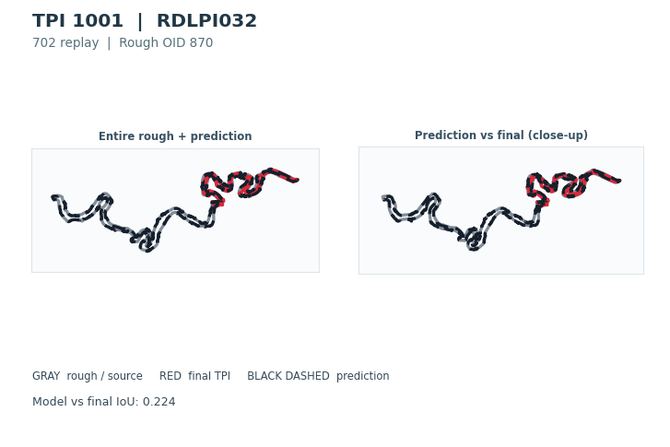 TPI 1001 | RDLPI032
702 replay | Rough OID 870
Entire rough + prediction
Prediction vs final (close-up)
GRAY rough / source RED final TPI BLACK DASHED prediction
Model vs final IoU: 0.224